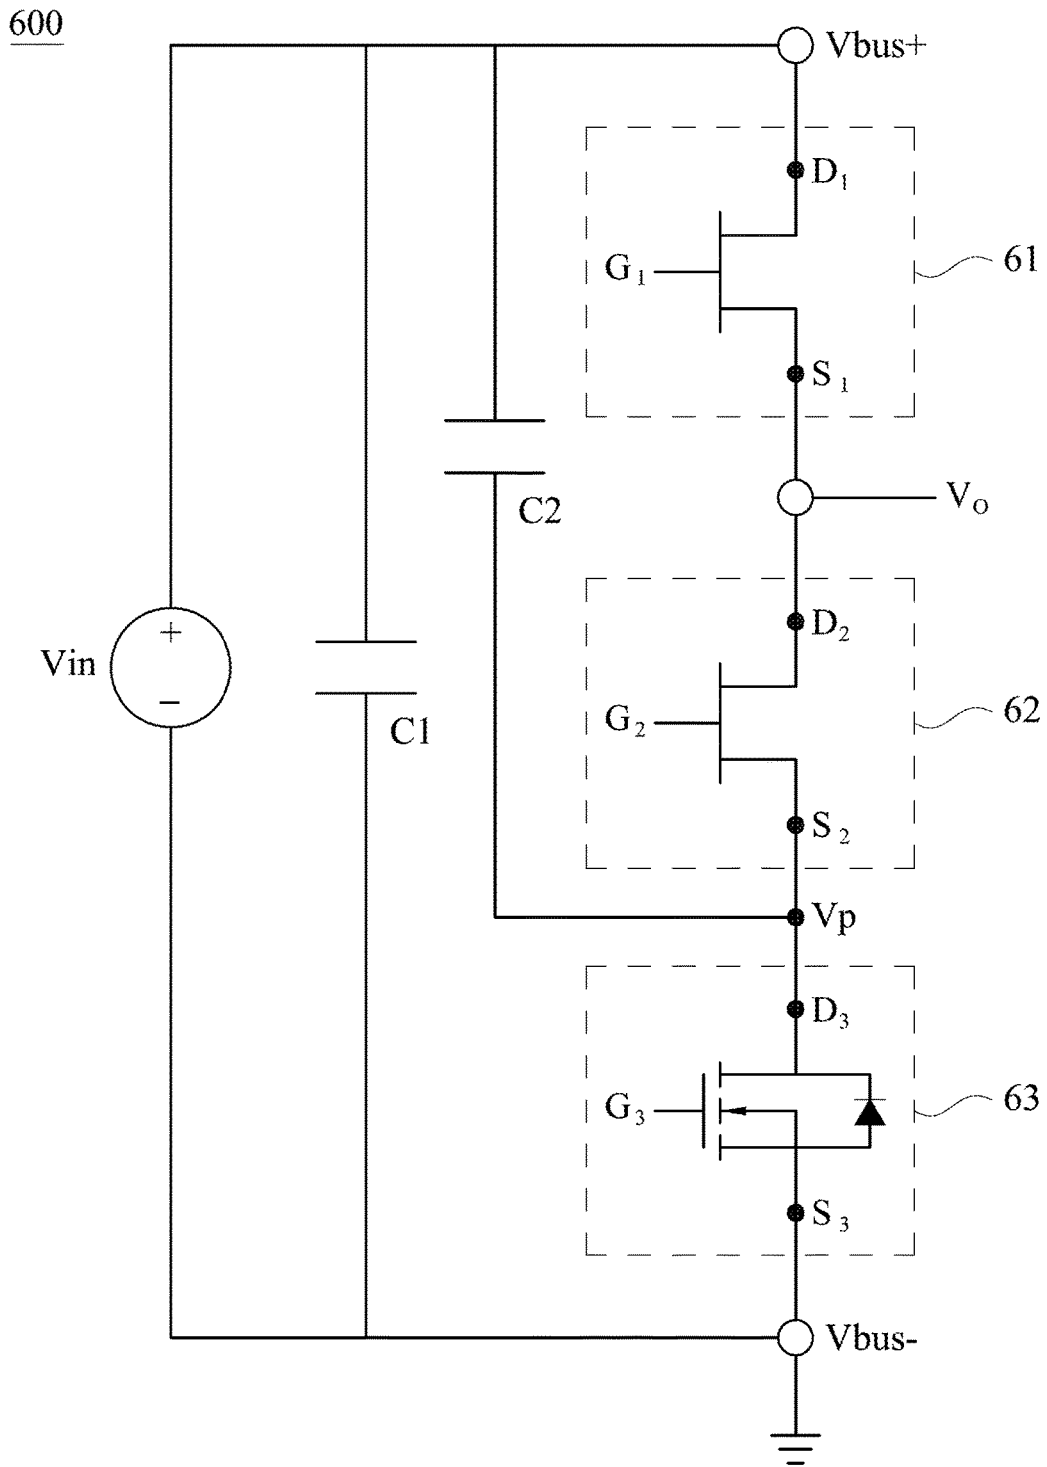 600
Vbus+
D1
G1
61
S1
C2
VO
D2
Vin
+
−
G2
62
C1
S2
Vp
D3
G3
63
S3
Vbus-